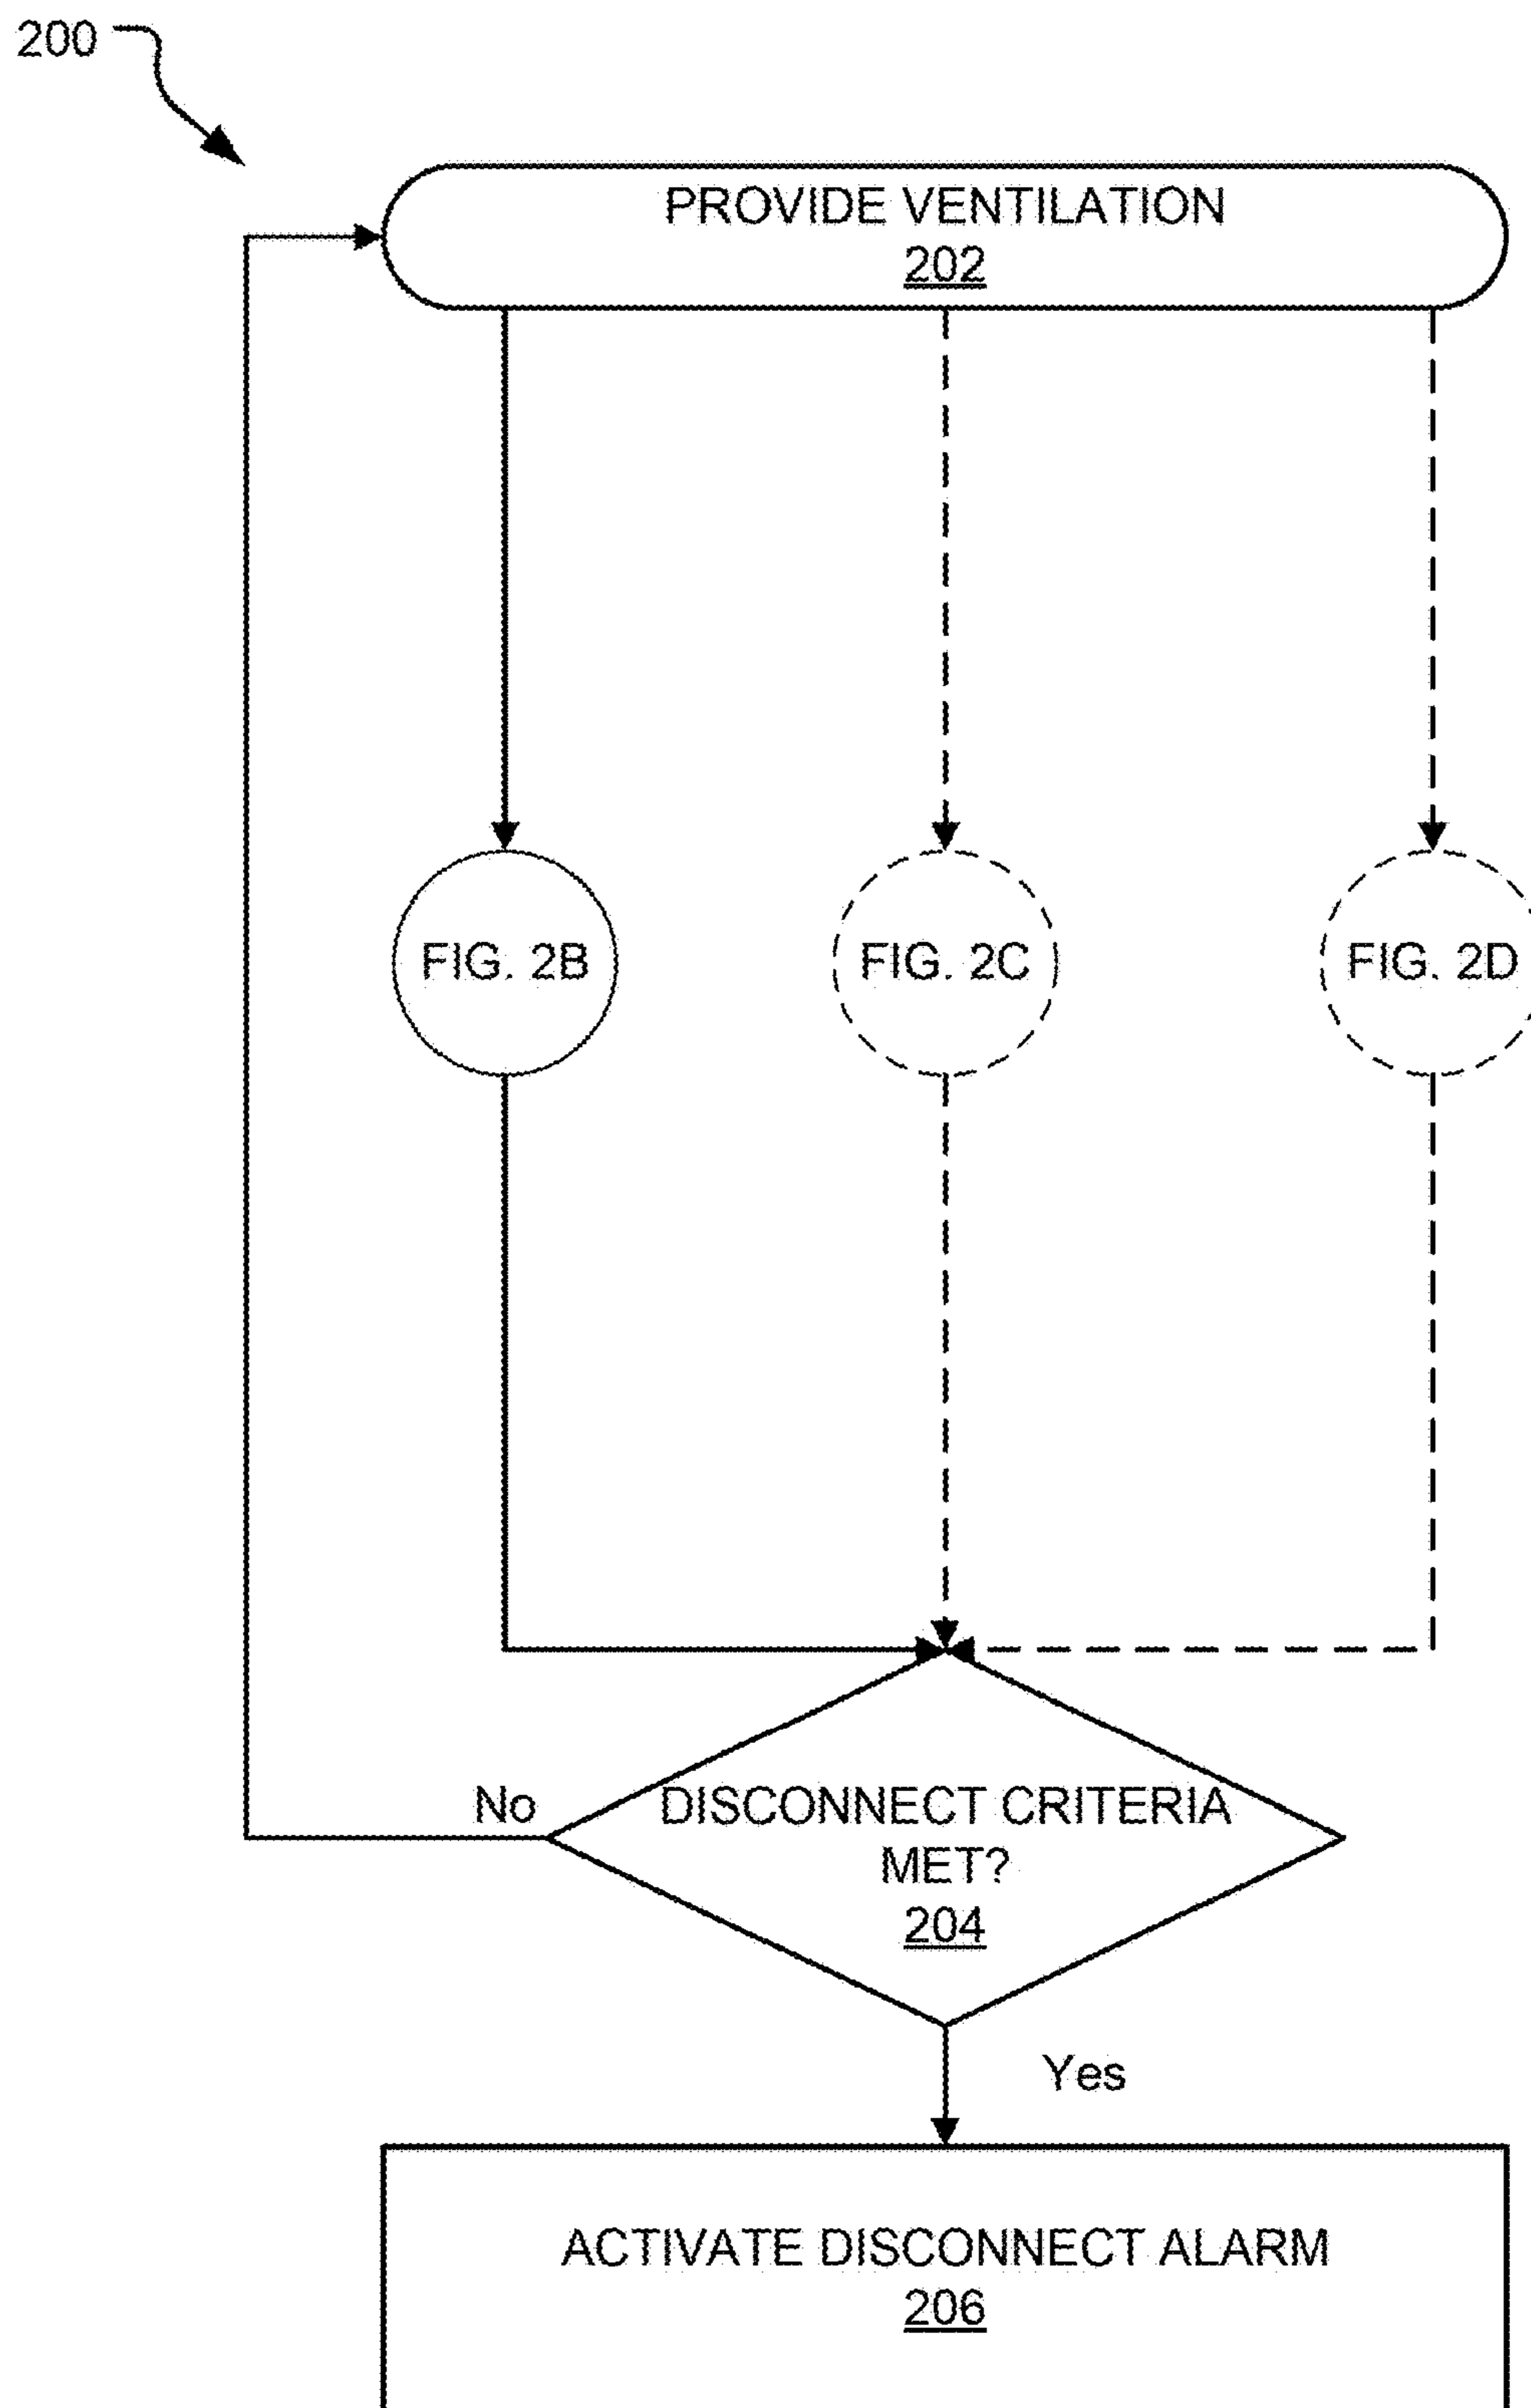 200
PROVIDE VENTILATION
202
FIG. 2B
FIG. 2C
FIG. 2D
No
DISCONNECT CRITERIA
MET?
204
Yes
ACTIVATE DISCONNECT ALARM
206